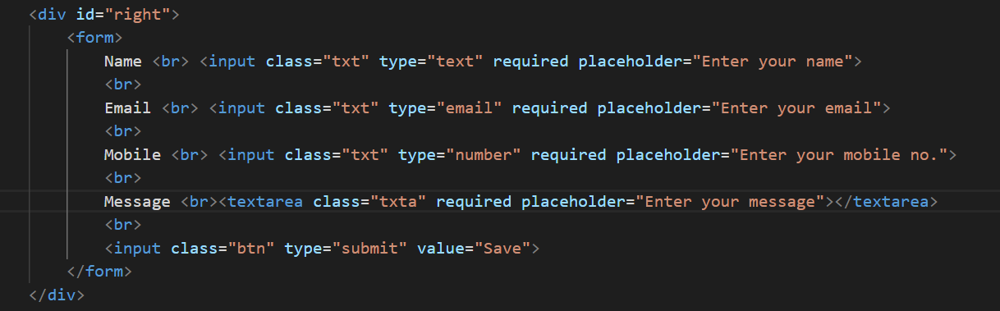 <div id="right">
<form>
Name <br> <input class="txt" type="text" required placeholder="Enter your name">
<br>
Email <br> <input class="txt" type="email" required placeholder="Enter your email">
<br>
Mobile <br> <input class="txt" type="number" required placeholder="Enter your mobile no.">
<br>
Message <br><textarea class="txta" required placeholder="Enter your message"></textarea>
<br>
<input class="btn" type="submit" value="Save">
</form>
</div>